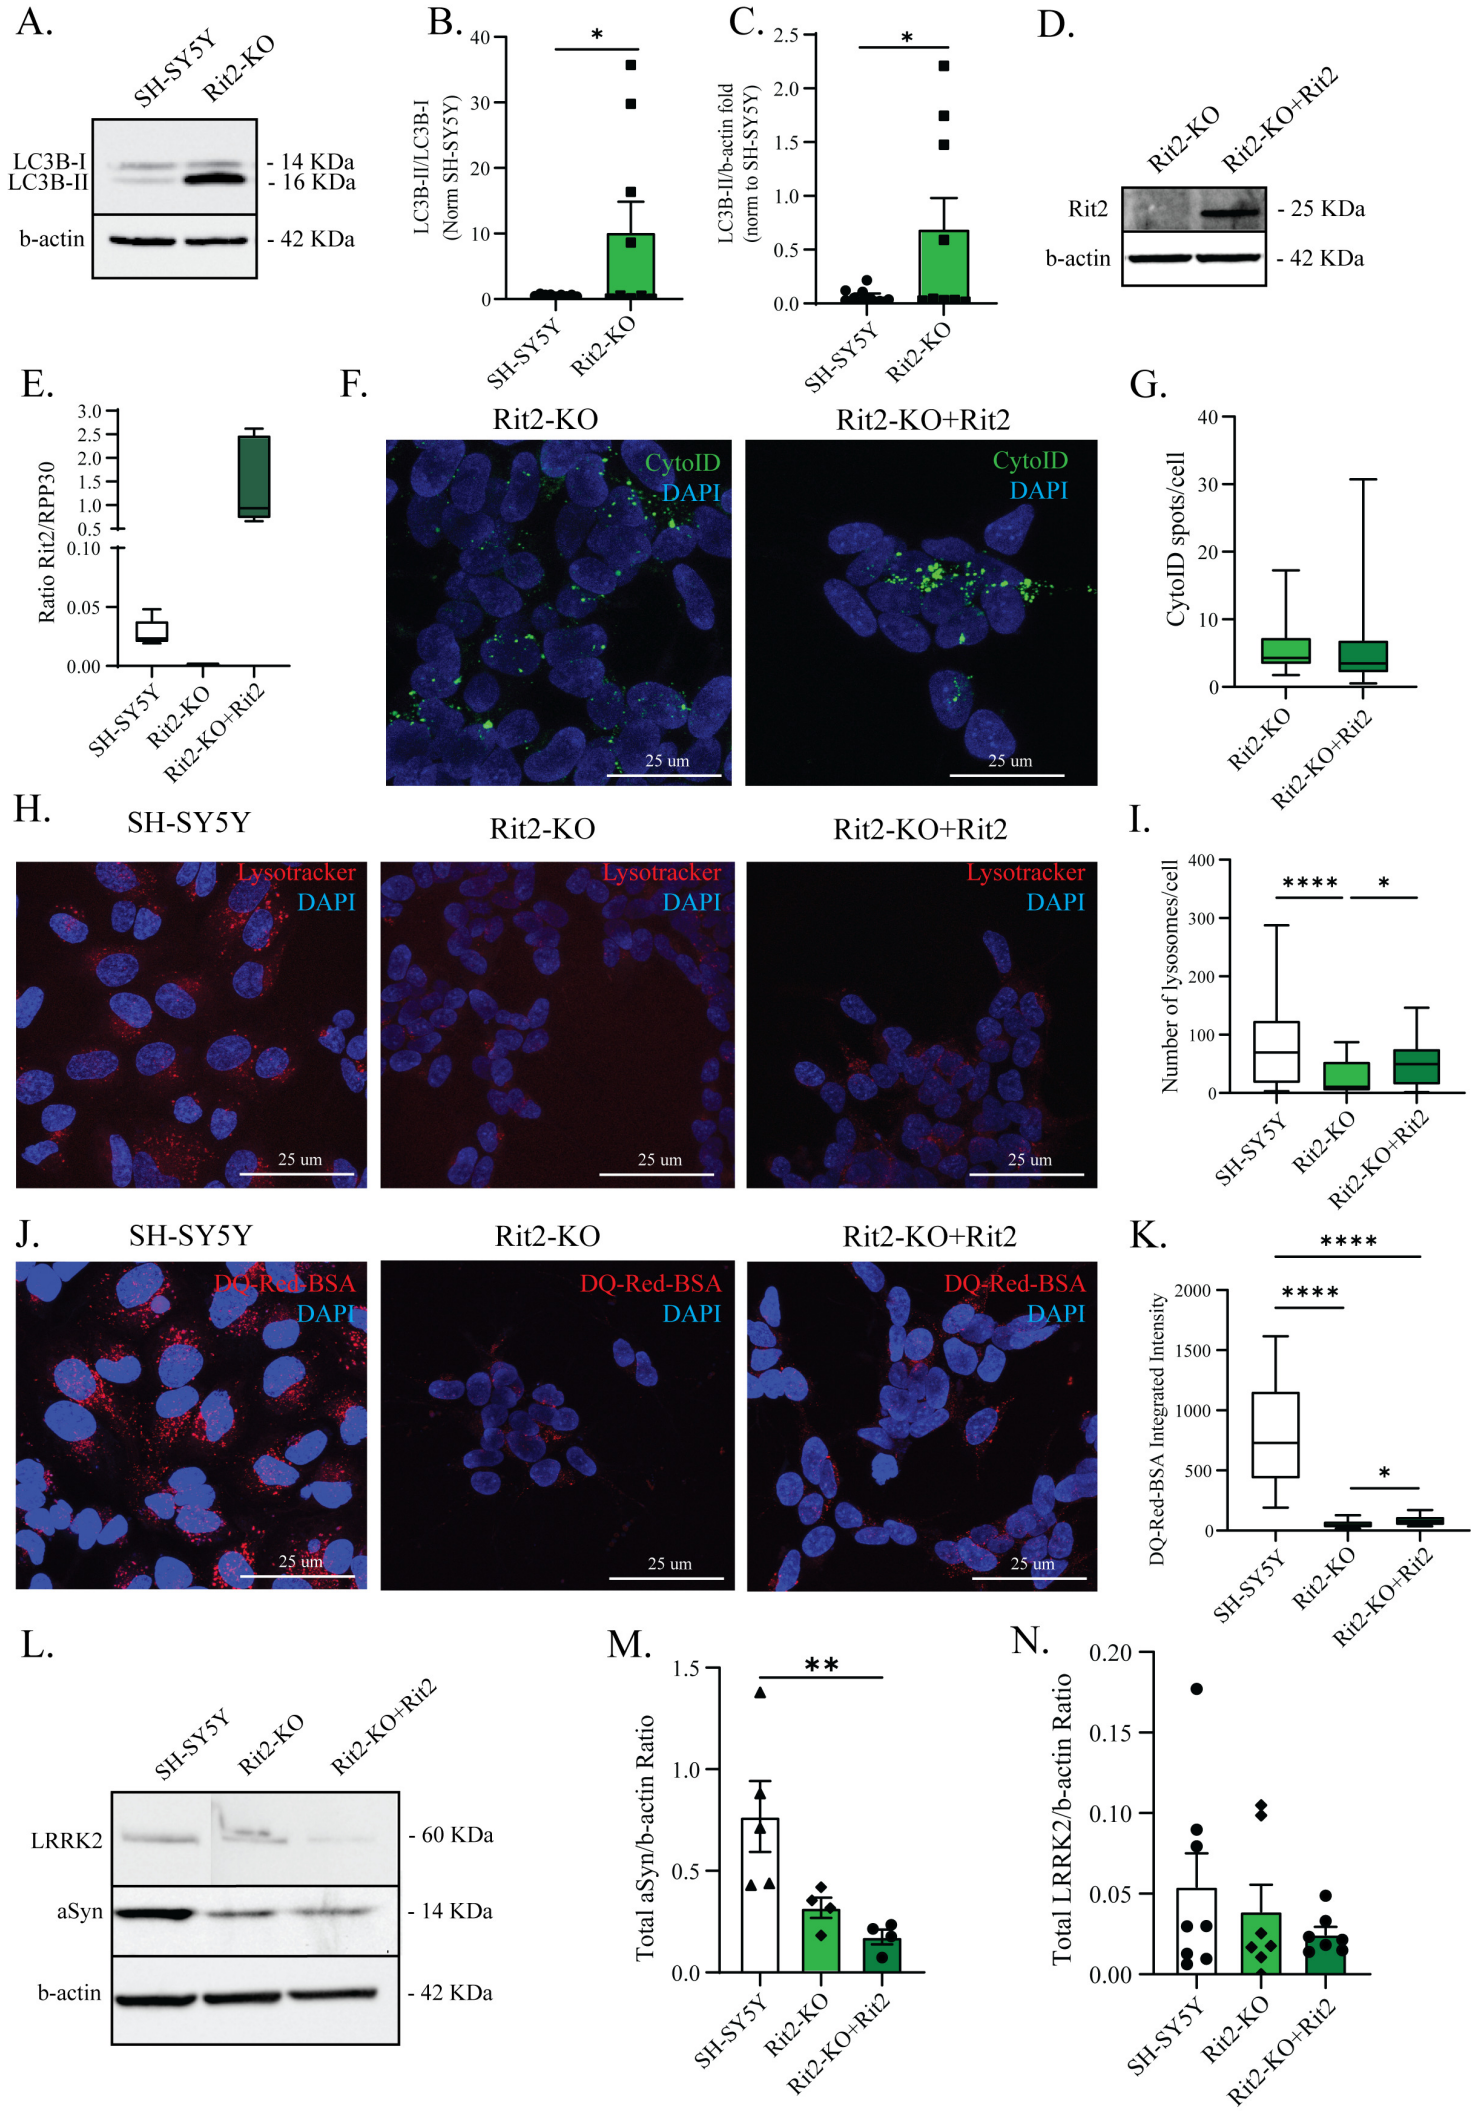 A.
SH-SY5Y
Rit2-KO
LC3B-I
LC3B-II
b-actin
- 14 KDa
- 16 KDa
- 42 KDa
B.
LC3B-II/LC3B-I
(Norm SH-SY5Y)
40
30
20
10
0
*
SH-SY5Y
Rit2-KO
C.
LC3B-II/b-actin fold
(norm to SH-SY5Y)
2.5
2.0
1.5
1.0
0.5
0.0
*
SH-SY5Y
Rit2-KO
D.
Rit2-KO
Rit2-KO+Rit2
Rit2
b-actin
- 25 KDa
- 42 KDa
E.
Ratio Rit2/RPP30
3.0
2.5
2.0
1.5
1.0
0.5
0.10
0.05
0.00
SH-SY5Y
Rit2-KO
Rit2-KO+Rit2
F.
Rit2-KO
CytoID
DAPI
25 um
Rit2-KO+Rit2
CytoID
DAPI
25 um
G.
CytoID spots/cell
40
30
20
10
0
Rit2-KO
Rit2-KO+Rit2
H.
SH-SY5Y
Lysotracker
DAPI
25 um
Rit2-KO
Lysotracker
DAPI
25 um
Rit2-KO+Rit2
Lysotracker
DAPI
25 um
I.
Number of lysosomes/cell
400
300
200
100
0
****
*
SH-SY5Y
Rit2-KO
Rit2-KO+Rit2
J.
SH-SY5Y
DQ-Red-BSA
DAPI
25 um
Rit2-KO
DQ-Red-BSA
DAPI
25 um
Rit2-KO+Rit2
DQ-Red-BSA
DAPI
25 um
K.
DQ-Red-BSA Integrated Intensity
2000
1500
1000
500
0
****
****
*
SH-SY5Y
Rit2-KO
Rit2-KO+Rit2
L.
SH-SY5Y
Rit2-KO
Rit2-KO+Rit2
LRRK2
aSyn
b-actin
- 60 KDa
- 14 KDa
- 42 KDa
M.
Total aSyn/b-actin Ratio
1.5
1.0
0.5
0.0
**
SH-SY5Y
Rit2-KO
Rit2-KO+Rit2
N.
Total LRRK2/b-actin Ratio
0.20
0.15
0.10
0.05
0.00
SH-SY5Y
Rit2-KO
Rit2-KO+Rit2